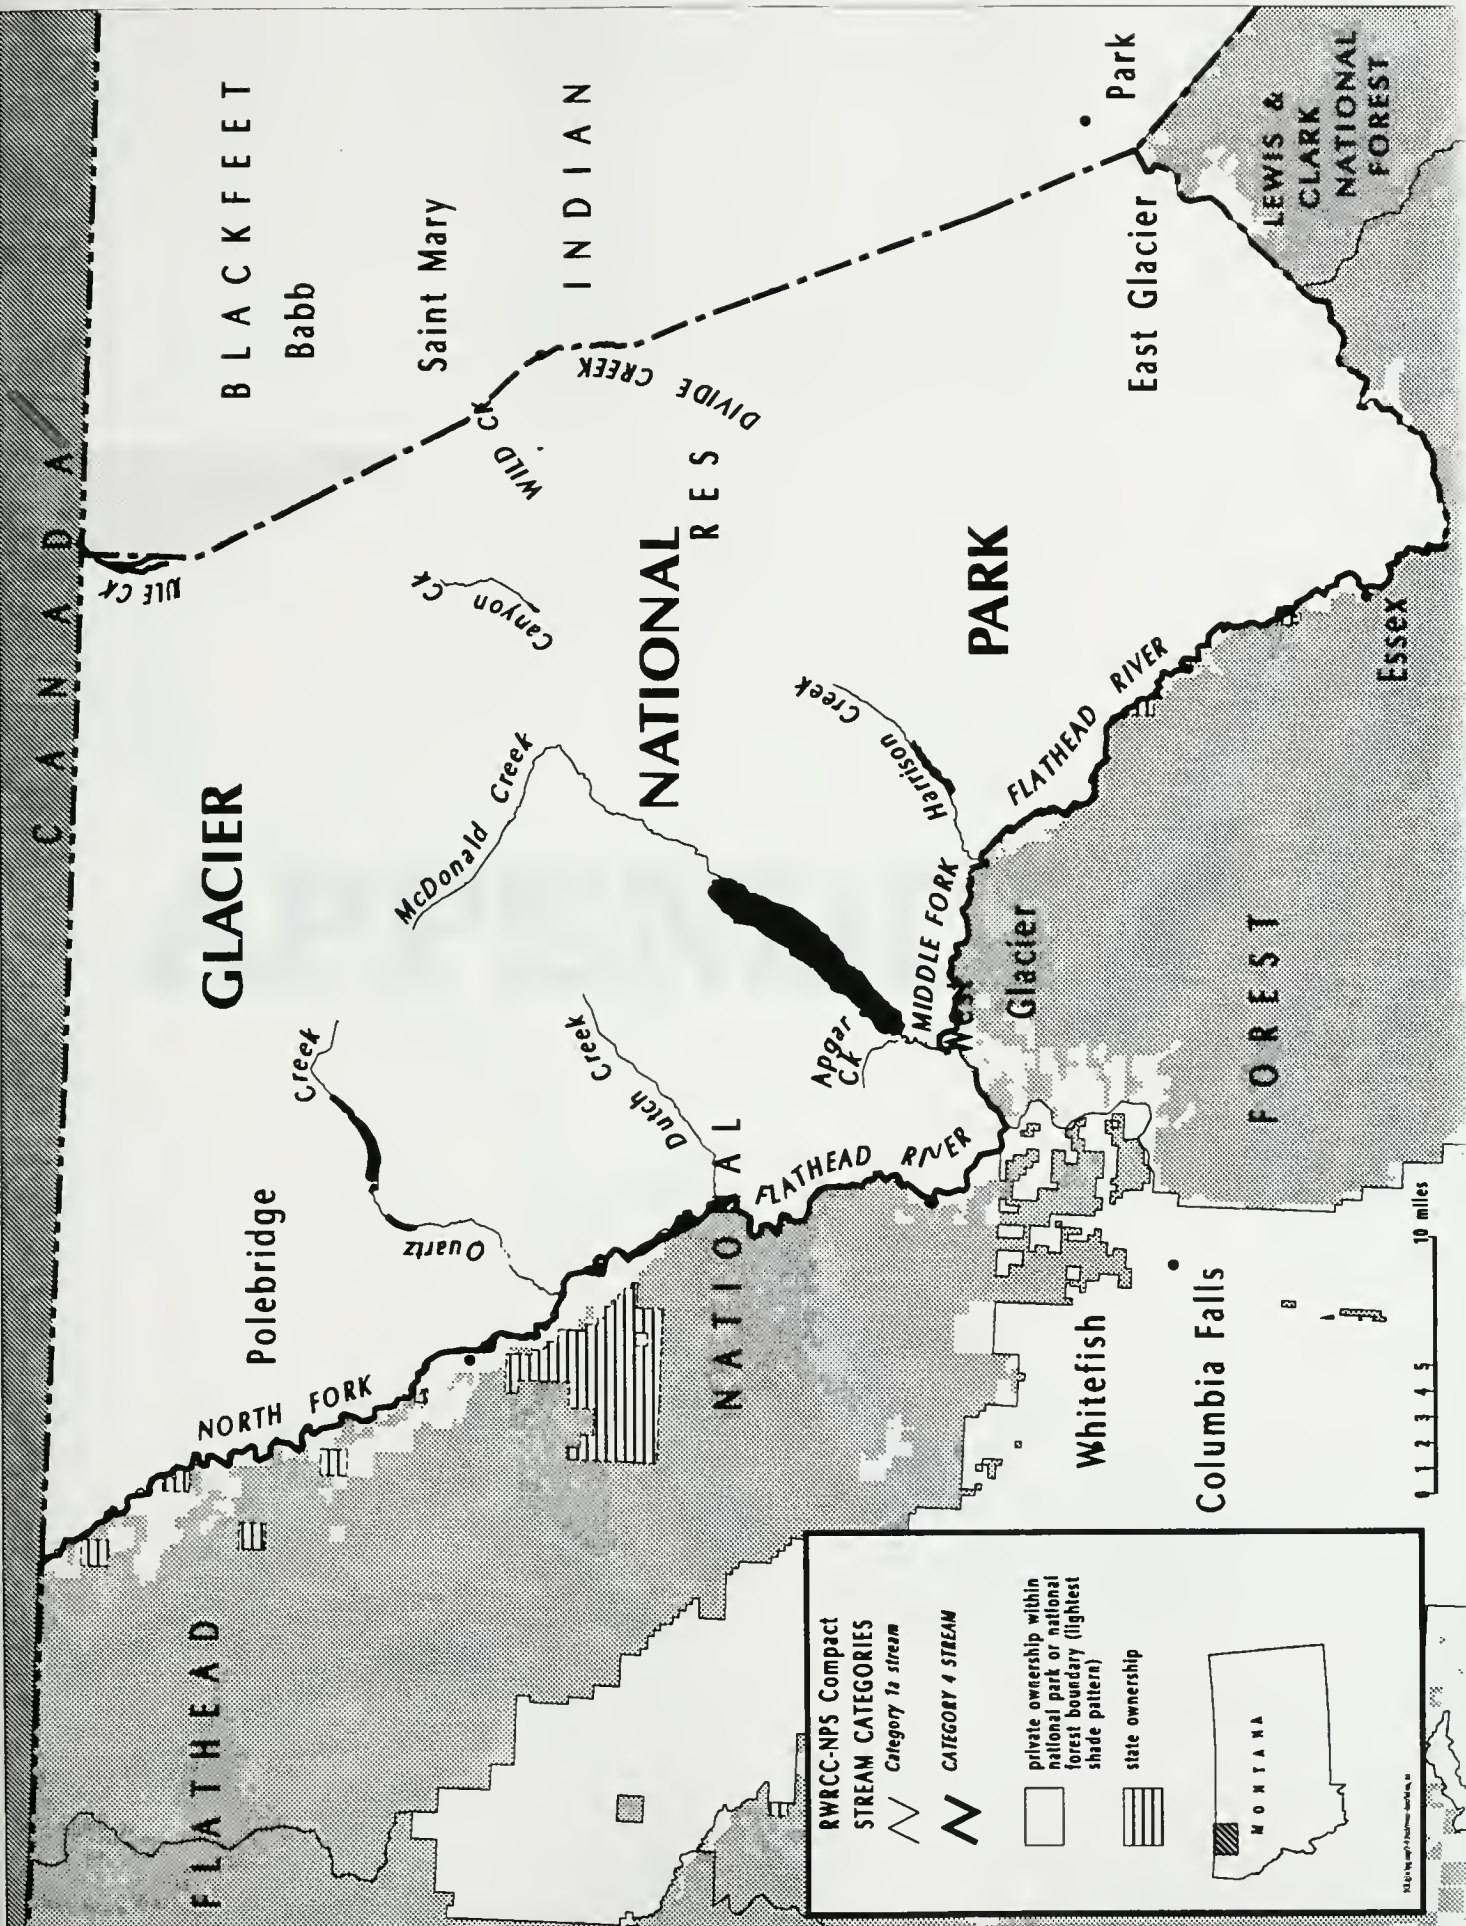 CANADA
BLACKFEET
Babb
Saint Mary
INDIAN
RES
Park
LEWIS &
CLARK
NATIONAL
FOREST
East Glacier
ULE CK
WILD CK
DIVIDE CREEK
Canyon Ck
GLACIER
NATIONAL
PARK
McDonald Creek
Harrison Creek
FLATHEAD RIVER
MIDDLE FORK
Essex
West
Glacier
Apgar
Ck
Quartz Creek
Dutch Creek
Polebridge
NORTH FORK
FLATHEAD RIVER
FLATHEAD
NATIONAL
FOREST
Whitefish
Columbia Falls
0 1 2 3 4 5 10 miles
RWRCC-NPS Compact
STREAM CATEGORIES
Category 1a stream
CATEGORY 4 STREAM
private ownership within
national park or national
forest boundary (lightest
shade pattern)
state ownership
MONTANA